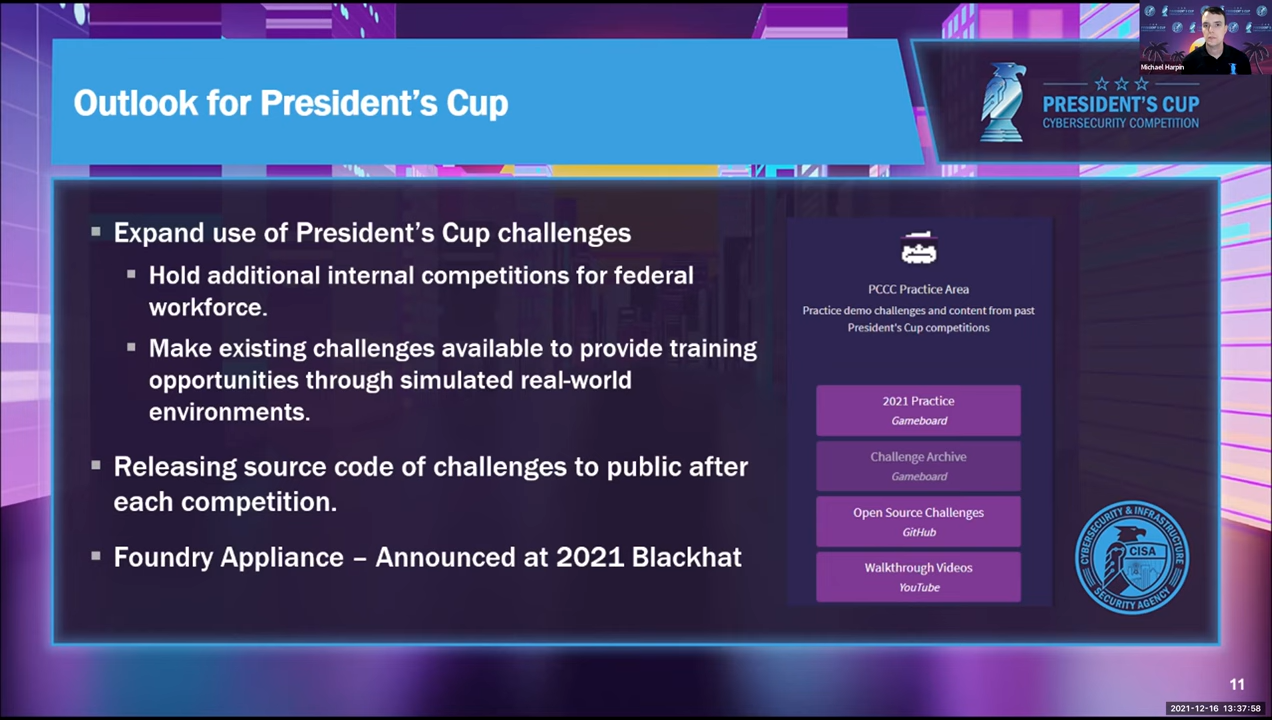 Michael Harpin
Outlook for President's Cup
PRESIDENT'S CUP
CYBERSECURITY COMPETITION
Expand use of President's Cup challenges
Hold additional internal competitions for federal
workforce.
Make existing challenges available to provide training
opportunities through simulated real-world
environments.
Releasing source code of challenges to public after
each competition.
Foundry Appliance – Announced at 2021 Blackhat
PCCC Practice Area
Practice demo challenges and content from past
President's Cup competitions
2021 Practice
Gameboard
Challenge Archive
Gameboard
Open Source Challenges
GitHub
Walkthrough Videos
YouTube
CYBERSECURITY & INFRASTRUCTURE
CISA
SECURITY AGENCY
11
2021-12-16 13:37:58